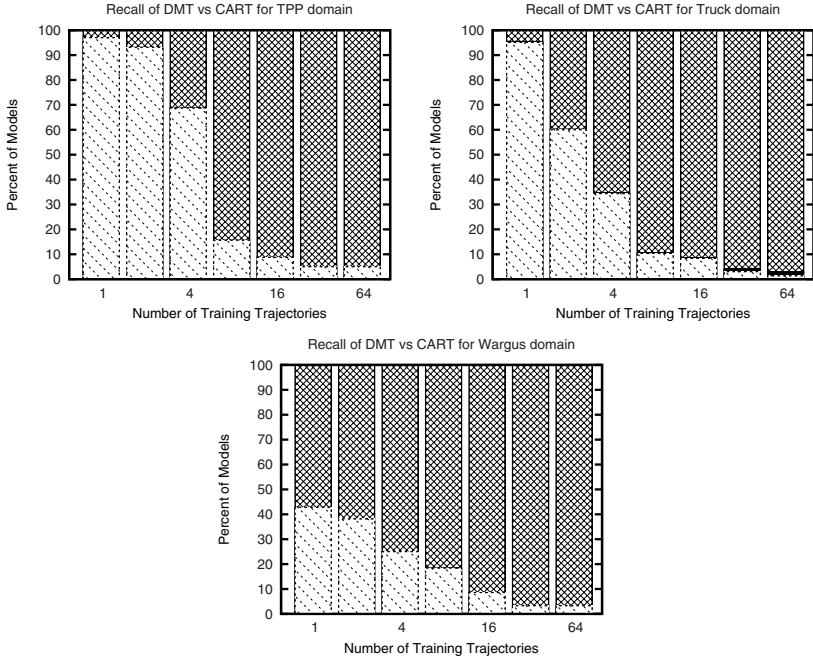 Recall of DMT vs CART for TPP domain
100
90
80
70
60
50
40
30
20
10
0
Percent of Models
1 4 16 64
Number of Training Trajectories
Recall of DMT vs CART for Truck domain
100
90
80
70
60
50
40
30
20
10
0
Percent of Models
1 4 16 64
Number of Training Trajectories
Recall of DMT vs CART for Wargus domain
100
90
80
70
60
50
40
30
20
10
0
Percent of Models
1 4 16 64
Number of Training Trajectories